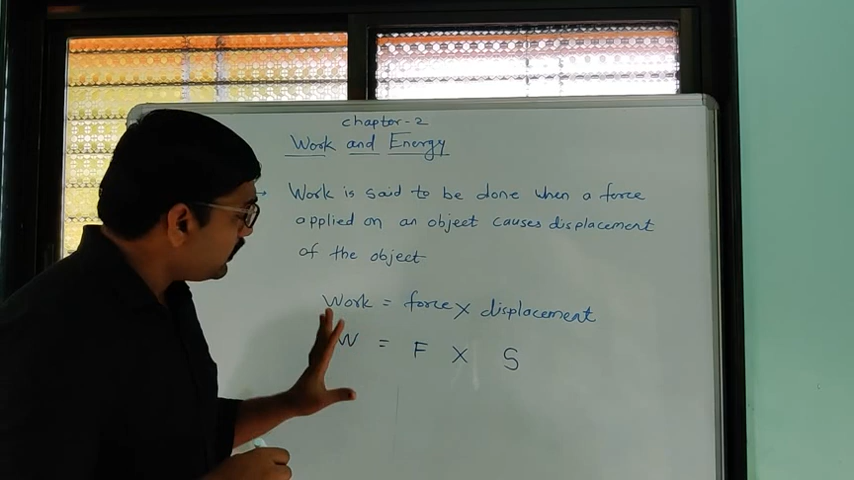 chapter-2
Work and Energy
→ Work is said to be done when a force
applied on an object causes displacement
of the object
Work = force X displacement
W = F X S